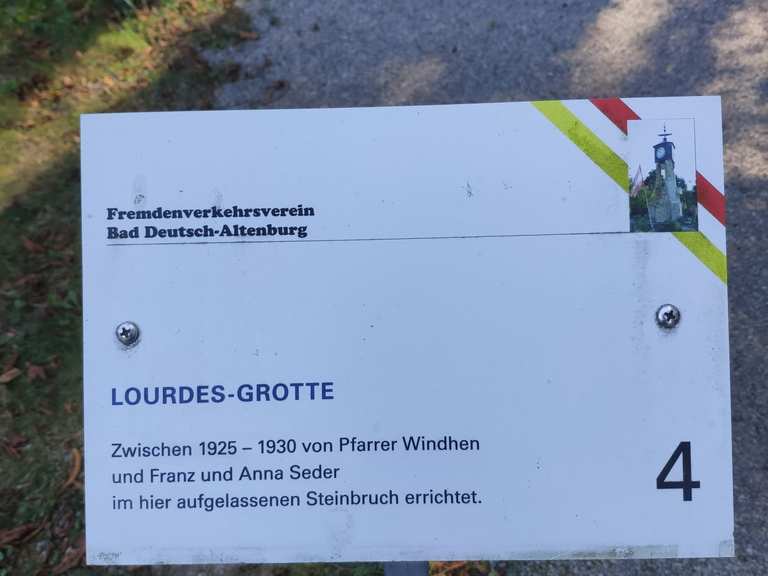 Fremdenverkehrsverein
Bad Deutsch-Altenburg
LOURDES-GROTTE
Zwischen 1925 – 1930 von Pfarrer Windhen
und Franz und Anna Seder
im hier aufgelassenen Steinbruch errichtet.
4